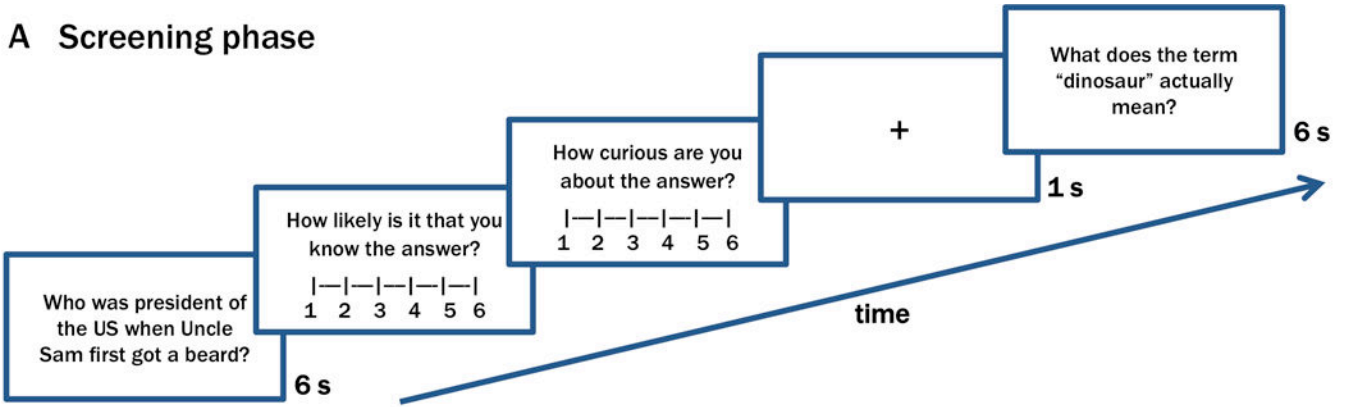 A Screening phase
Who was president of
the US when Uncle
Sam first got a beard?
6 s
How likely is it that you
know the answer?
1 2 3 4 5 6
How curious are you
about the answer?
1 2 3 4 5 6
+
1 s
What does the term
“dinosaur” actually
mean?
6 s
time